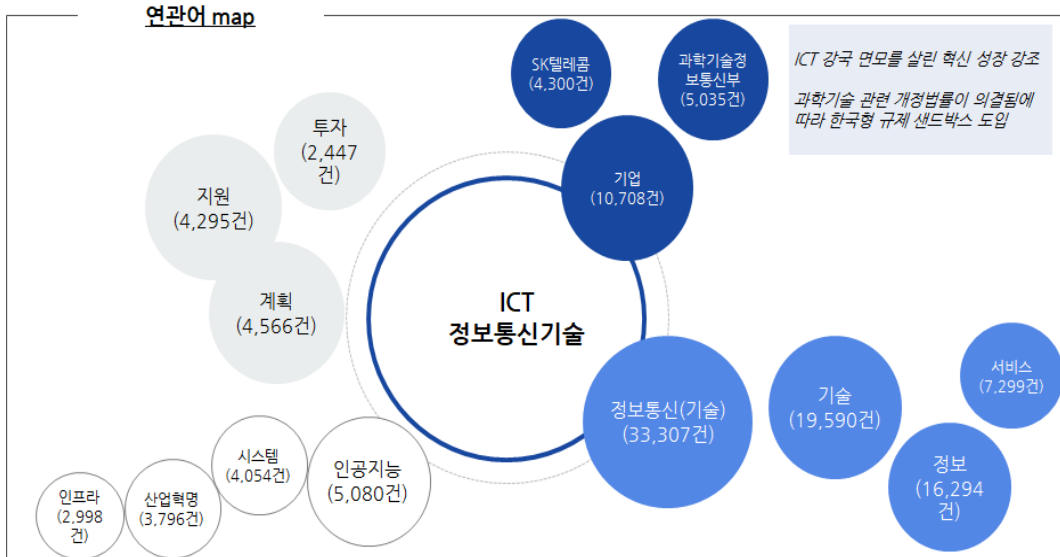 연관어 map
SK텔레콤
(4,300건)
과학기술정
보통신부
(5,035건)
ICT 강국 면모를 살린 혁신 성장 강조
과학기술 관련 개정법률이 의결됨에
따라 한국형 규제 샌드박스 도입
투자
(2,447
건)
기업
(10,708건)
지원
(4,295건)
계획
(4,566건)
ICT
정보통신기술
서비스
(7,299건)
정보통신(기술)
(33,307건)
기술
(19,590건)
정보
(16,294
건)
시스템
(4,054건)
인공지능
(5,080건)
인프라
(2,998
건)
산업혁명
(3,796건)